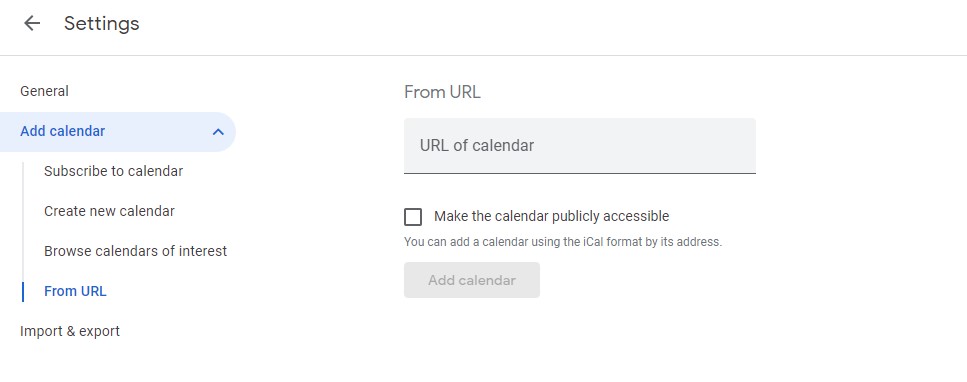 Settings
General
Add calendar
Subscribe to calendar
Create new calendar
Browse calendars of interest
From URL
Import & export
From URL
URL of calendar
Make the calendar publicly accessible
You can add a calendar using the iCal format by its address.
Add calendar